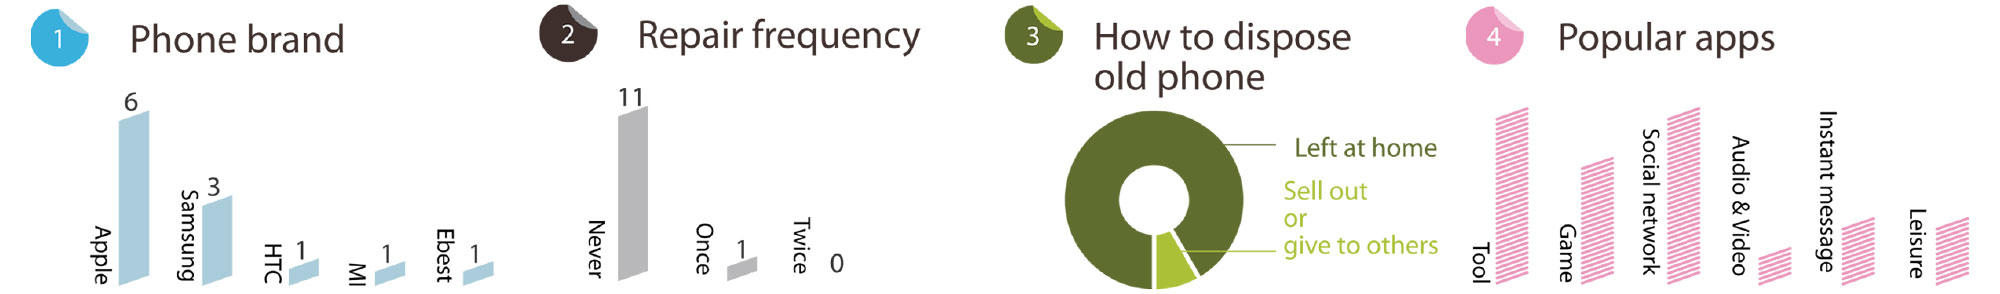 1 Phone brand
6
Apple
3
Samsung
1
HTC
1
MI
1
Ebest
2 Repair frequency
11
Never
1
Once
0
Twice
3 How to dispose
old phone
Left at home
Sell out
or
give to others
4 Popular apps
Tool
Game
Social network
Audio & Video
Instant message
Leisure